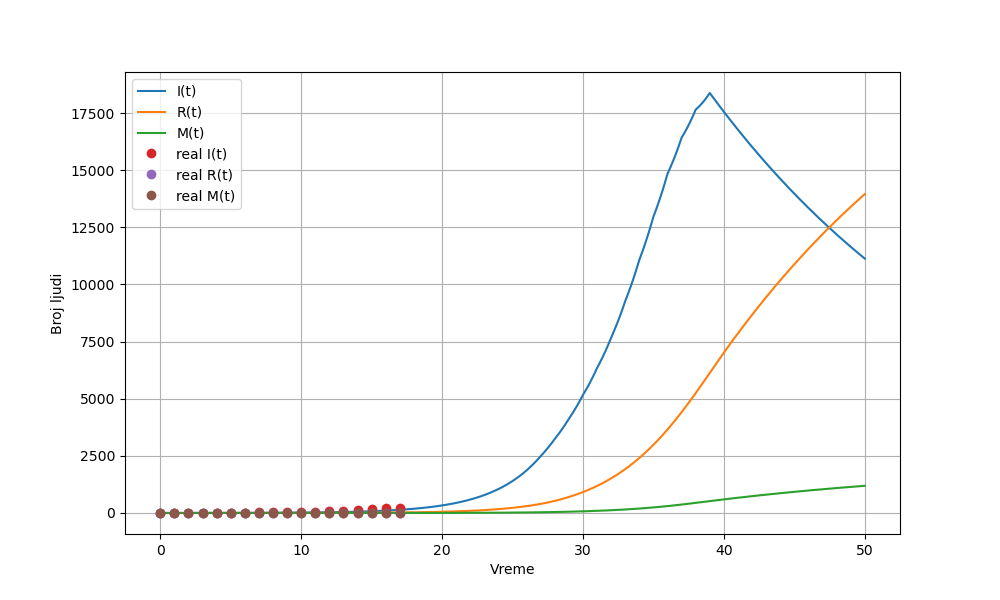 I(t)
R(t)
M(t)
real I(t)
real R(t)
real M(t)
17500
15000
12500
10000
7500
5000
2500
0
Broj ljudi
0 10 20 30 40 50
Vreme